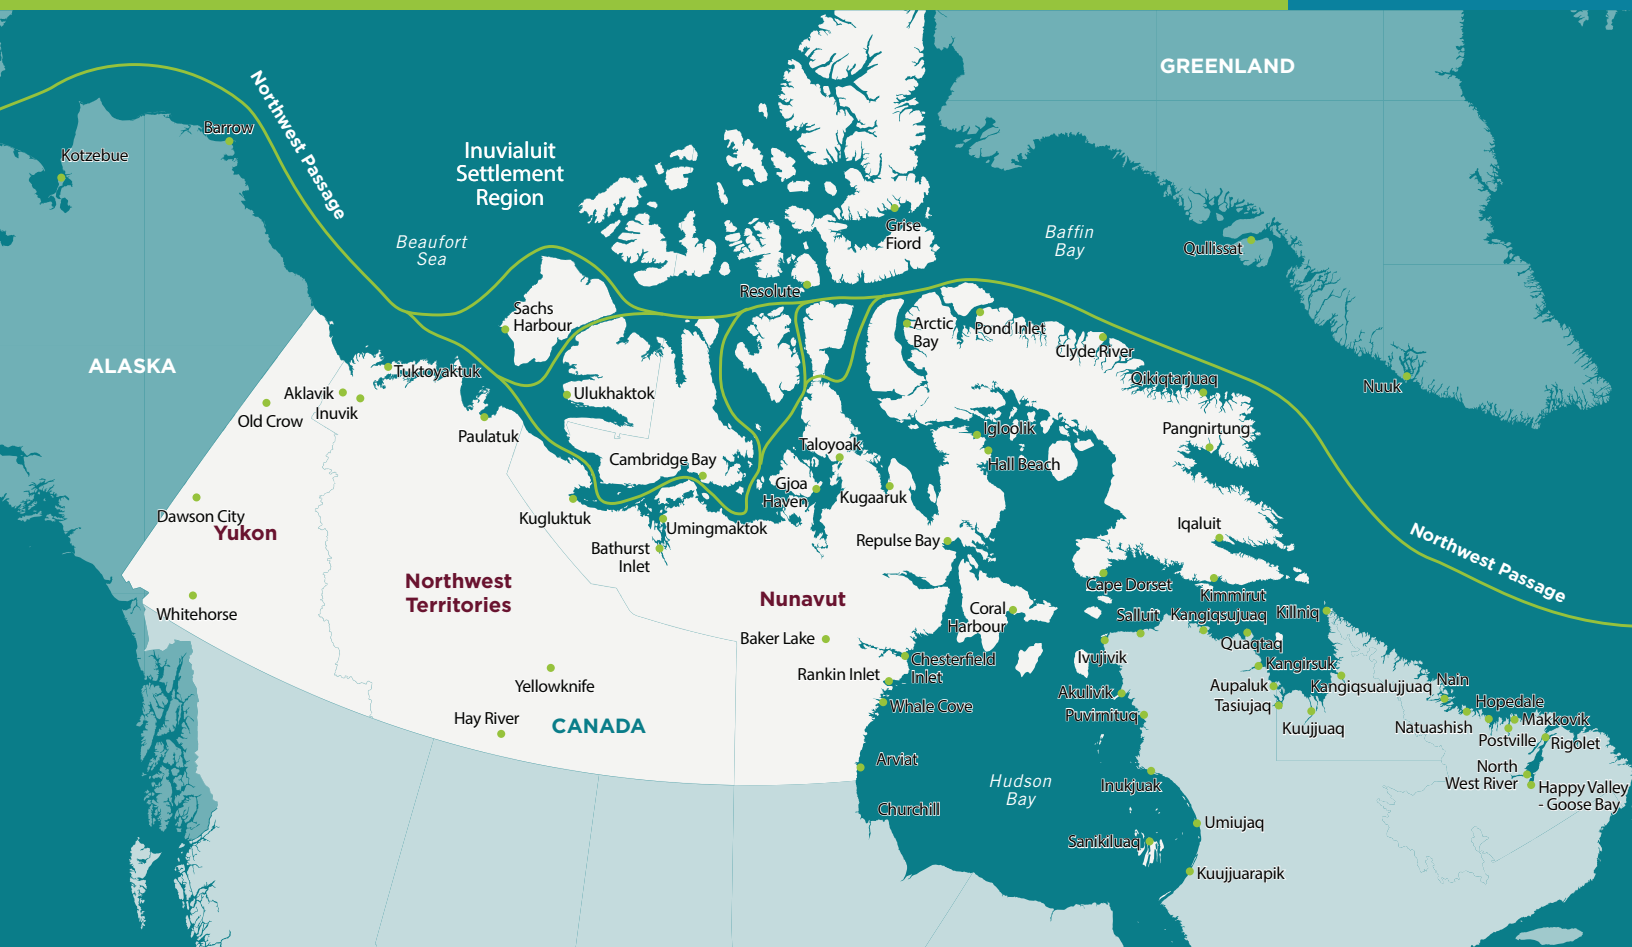 GREENLAND
Northwest Passage
Barrow
Kotzebue
Inuvialuit
Settlement
Region
Grise
Fiord
Beaufort
Sea
Baffin
Bay
Qullissat
Resolute
Sachs
Harbour
Arctic
Bay
Pond Inlet
Clyde River
ALASKA
Tuktoyaktuk
Qikiqtarjuaq
Nuuk
Aklavik
Inuvik
Ulukhaktok
Old Crow
Paulatuk
Igloolik
Pangnirtung
Taloyoak
Cambridge Bay
Hall Beach
Gjoa
Haven
Kugaaruk
Dawson City
Yukon
Kugluktuk
Umingmaktok
Iqaluit
Bathurst
Inlet
Repulse Bay
Northwest Passage
Northwest
Territories
Nunavut
Cape Dorset
Kimmirut
Whitehorse
Coral
Harbour
Salluit
Kangiqsujuaq
Killniq
Baker Lake
Quaqtaq
Ivujivik
Chesterfield
Inlet
Kangirsuk
Rankin Inlet
Yellowknife
Akulivik
Aupaluk
Kangiqsualujjuaq
Nain
Whale Cove
Tasiujaq
Hopedale
Puvirnituq
Hay River
CANADA
Kuujjuaq
Natuashish
Makkovik
Postville
Rigolet
Arviat
North
West River
Hudson
Bay
Inukjuak
Happy Valley
- Goose Bay
Churchill
Umiujaq
Sanikiluaq
Kuujjuarapik